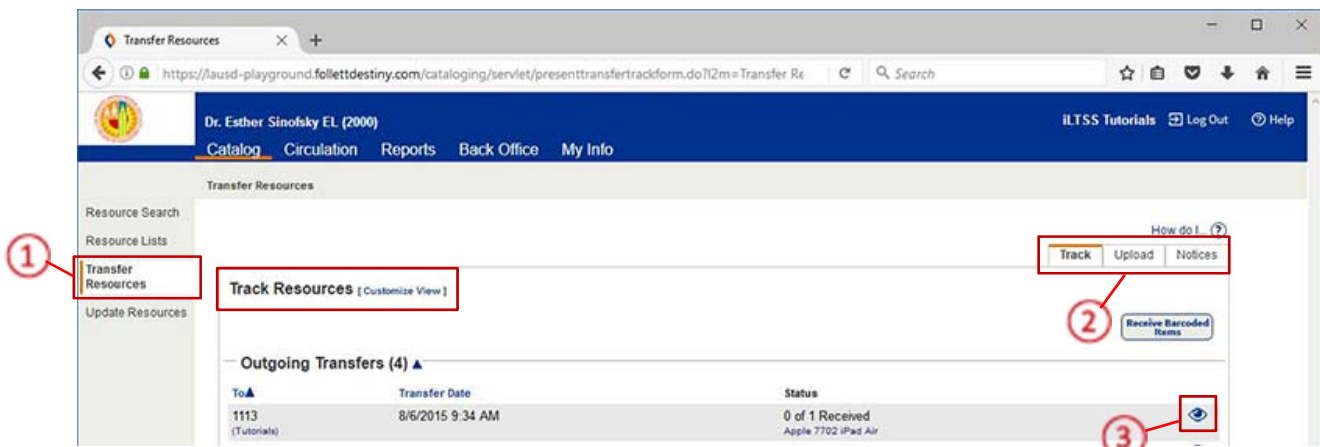 Transfer Resources
https://lausd-playground.follettdestiny.com/cataloging/servlet/presenttransfertrackform.do?l2m=Transfer Re
Search
Dr. Esther Sinofsky EL (2000)
iLTSS Tutorials Log Out ? Help
Catalog Circulation Reports Back Office My Info
Transfer Resources
Resource Search
How do I... ?
Resource Lists
1
Track Upload Notices
Transfer
Resources
Track Resources [ Customize View ]
Update Resources
2
Receive Barcoded
Items
Outgoing Transfers (4)
To Transfer Date Status
1113 8/6/2015 9:34 AM 0 of 1 Received
(Tutorials) Apple 7702 iPad Air
3